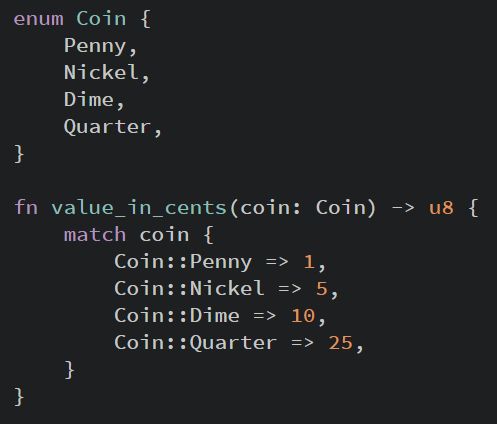 enum Coin {
    Penny,
    Nickel,
    Dime,
    Quarter,
}

fn value_in_cents(coin: Coin) -> u8 {
    match coin {
        Coin::Penny => 1,
        Coin::Nickel => 5,
        Coin::Dime => 10,
        Coin::Quarter => 25,
    }
}